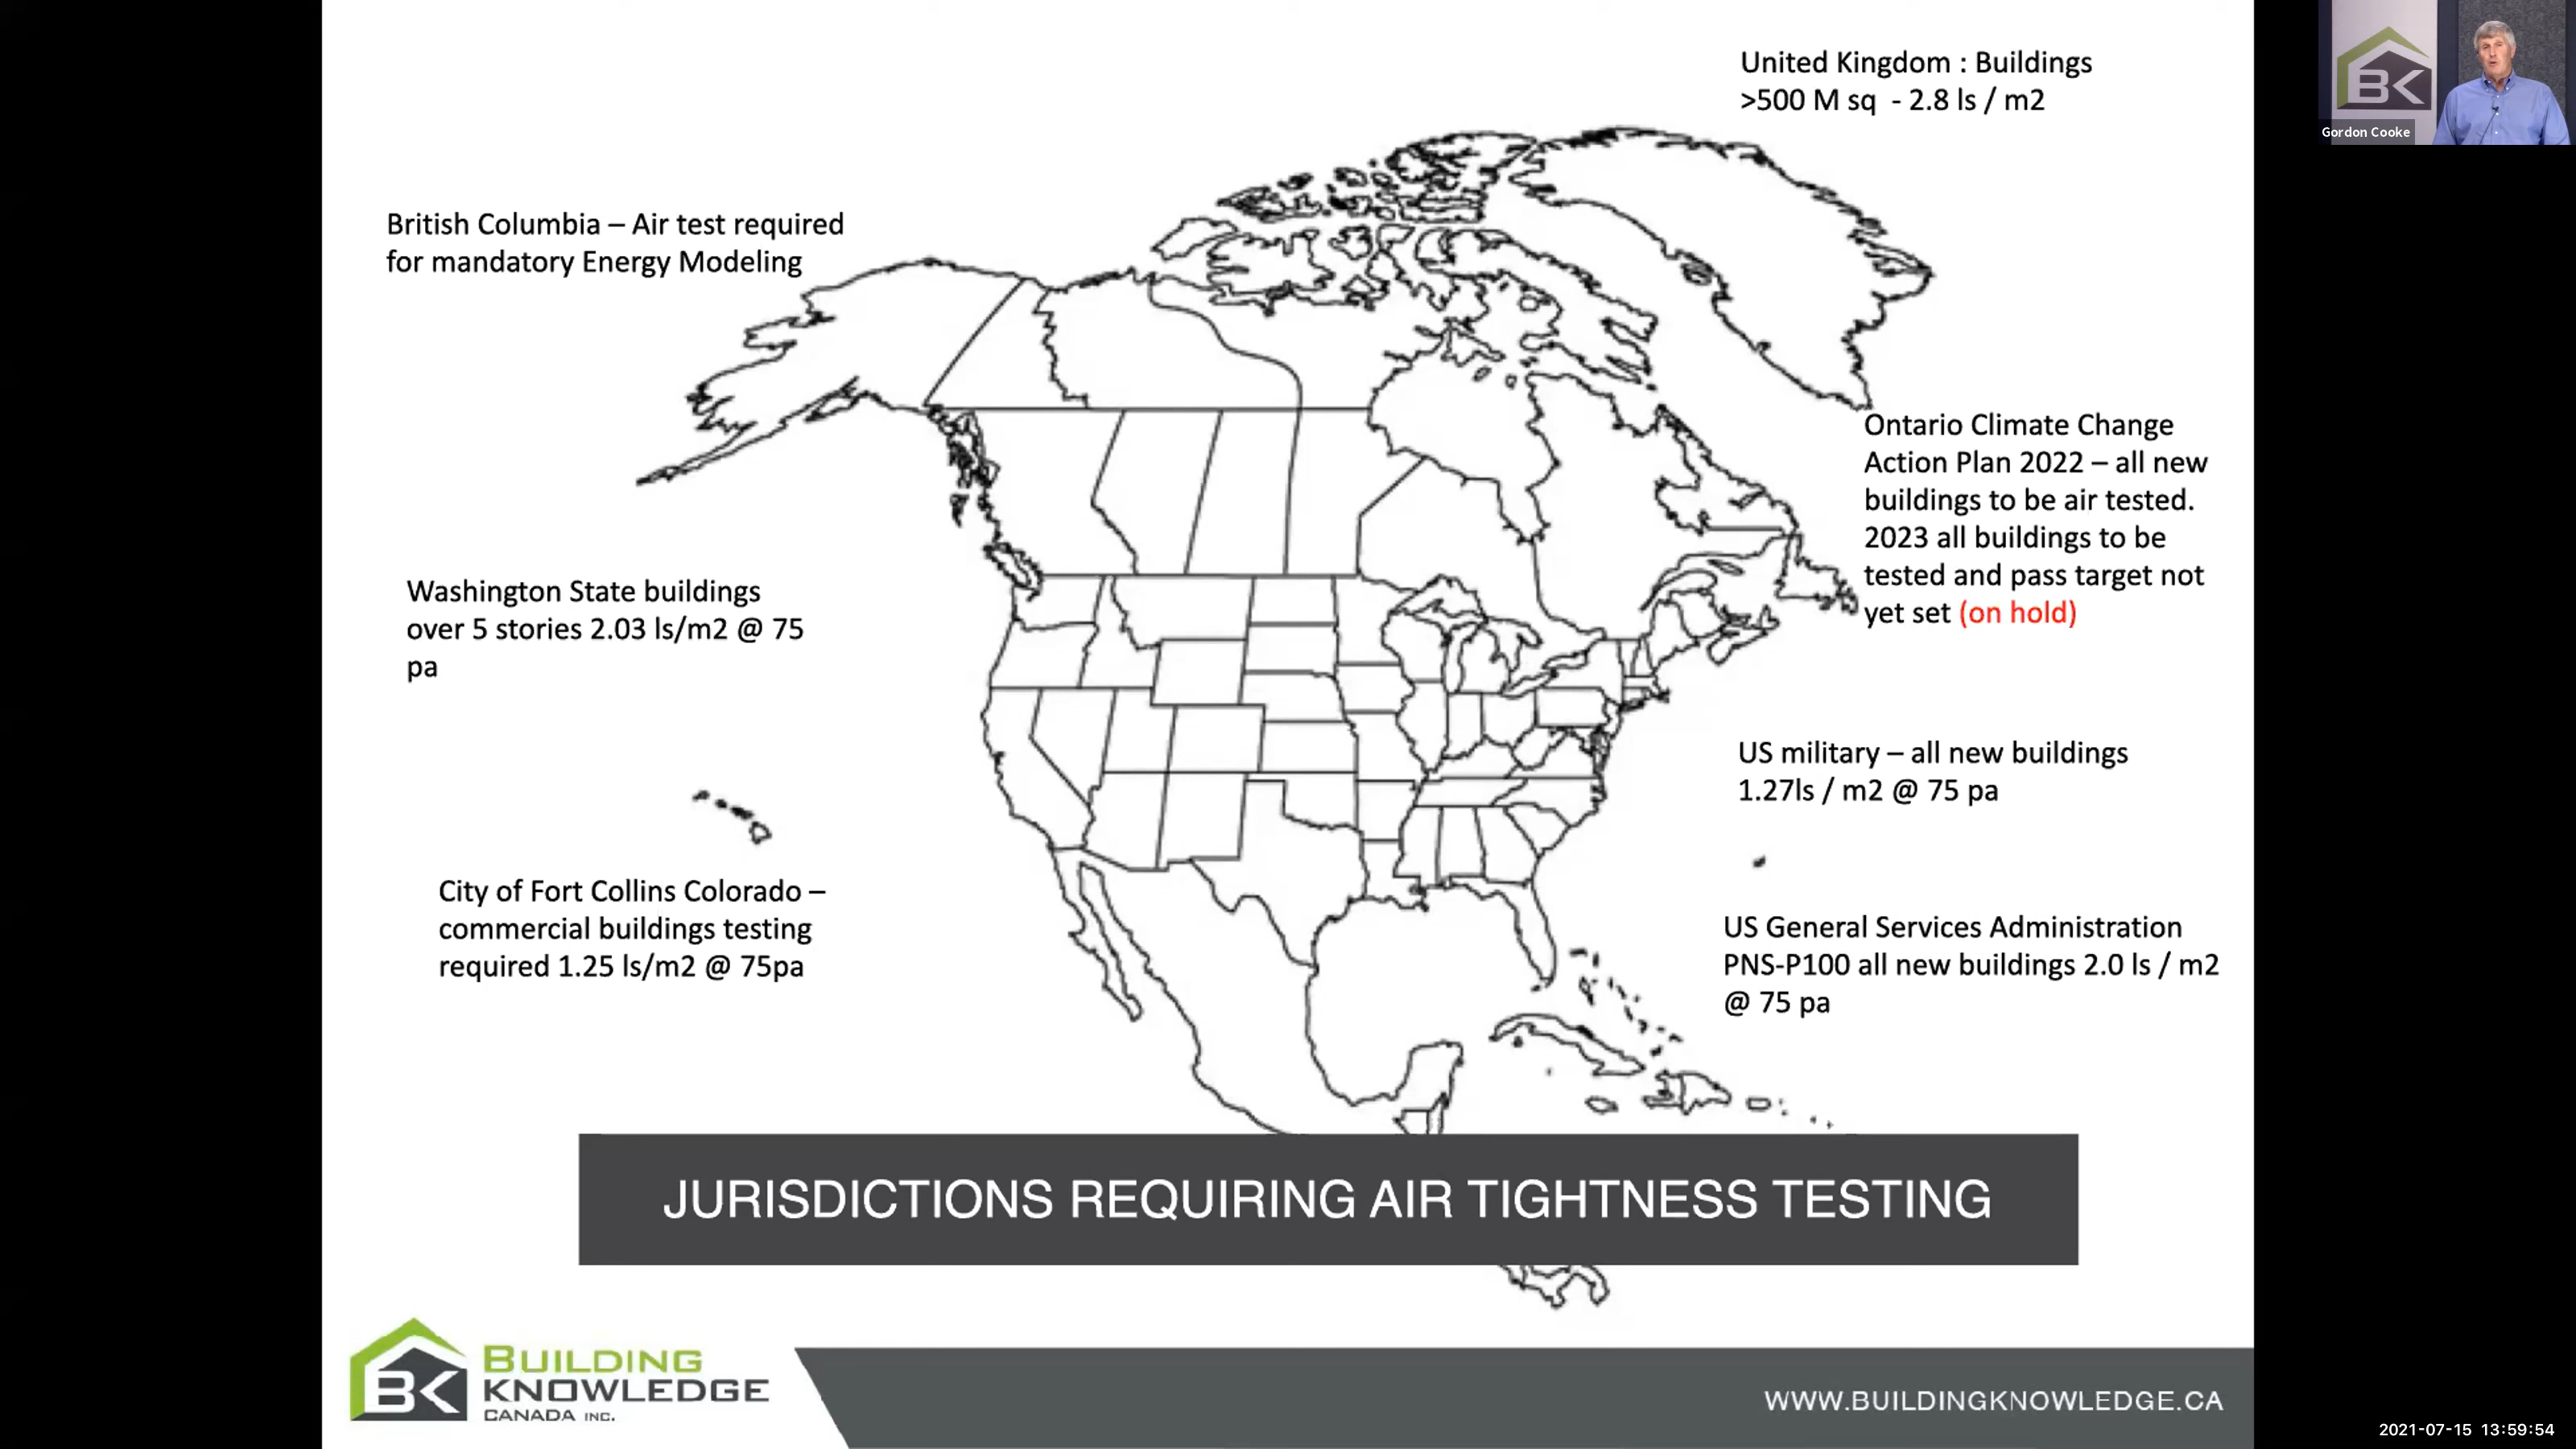 United Kingdom : Buildings
>500 M sq - 2.8 ls / m2
BK
Gordon Cooke
British Columbia – Air test required
for mandatory Energy Modeling
Ontario Climate Change
Action Plan 2022 – all new
buildings to be air tested.
2023 all buildings to be
tested and pass target not
yet set (on hold)
Washington State buildings
over 5 stories 2.03 ls/m2 @ 75
pa
US military – all new buildings
1.27ls / m2 @ 75 pa
City of Fort Collins Colorado –
commercial buildings testing
required 1.25 ls/m2 @ 75pa
US General Services Administration
PNS-P100 all new buildings 2.0 ls / m2
@ 75 pa
JURISDICTIONS REQUIRING AIR TIGHTNESS TESTING
BK
BUILDING
KNOWLEDGE
CANADA INC.
WWW.BUILDINGKNOWLEDGE.CA
2021-07-15 13:59:54